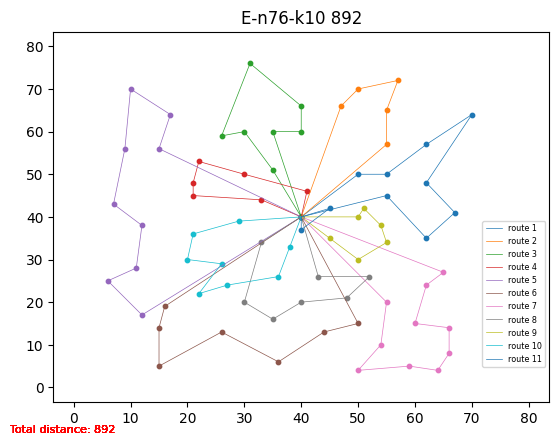 E-n76-k10 892
80
70
60
50
40
30
20
10
0
0 10 20 30 40 50 60 70 80
route 1
route 2
route 3
route 4
route 5
route 6
route 7
route 8
route 9
route 10
route 11
Total distance: 892